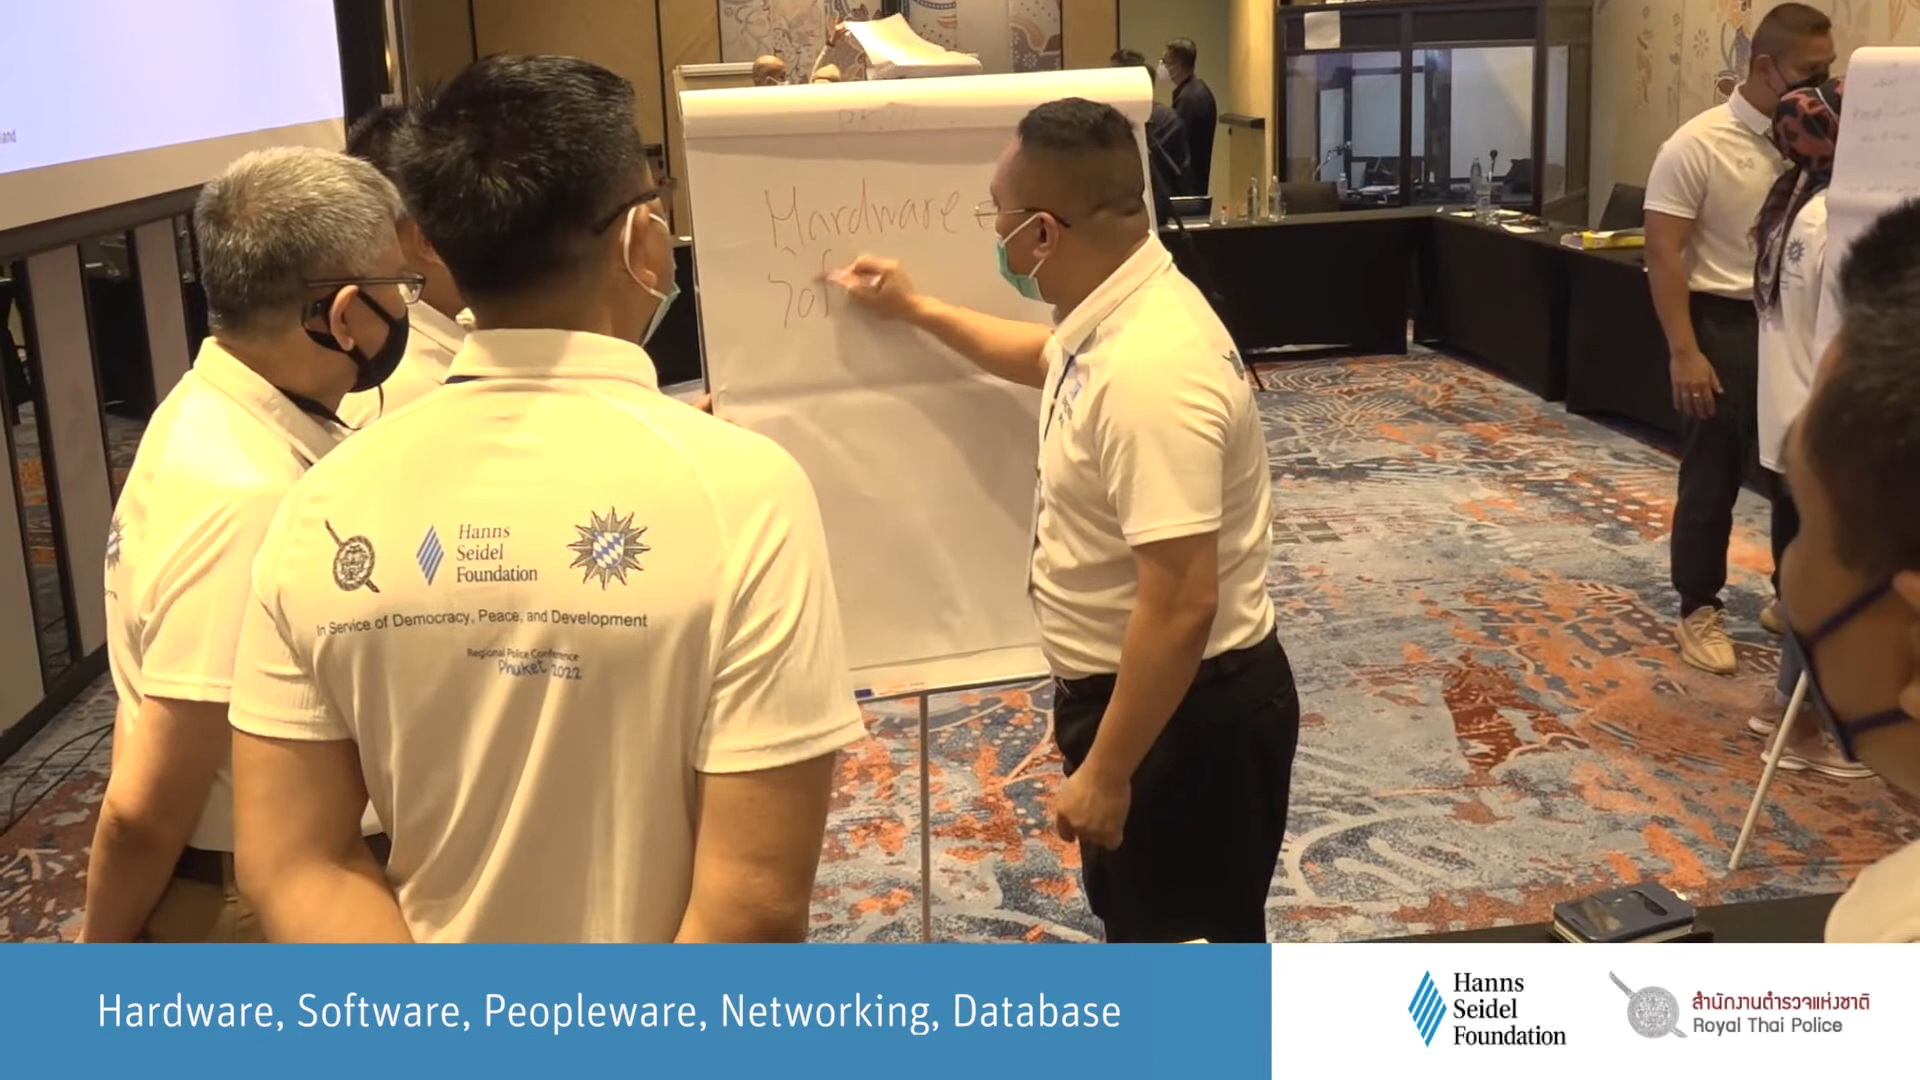 land
Hardware =
Sof
Hanns
Seidel
Foundation
In Service of Democracy, Peace, and Development
Regional Police Conference
Phuket 2022
Hardware, Software, Peopleware, Networking, Database
Hanns
Seidel
Foundation
สำนักงานตำรวจแห่งชาติ
Royal Thai Police